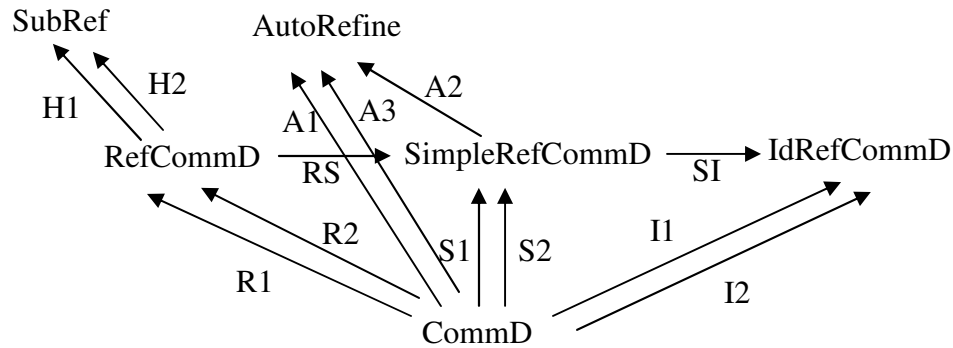 SubRef
AutoRefine
H1
H2
A1
A3
A2
RefCommD
RS
SimpleRefCommD
SI
IdRefCommD
R1
R2
S1
S2
I1
I2
CommD